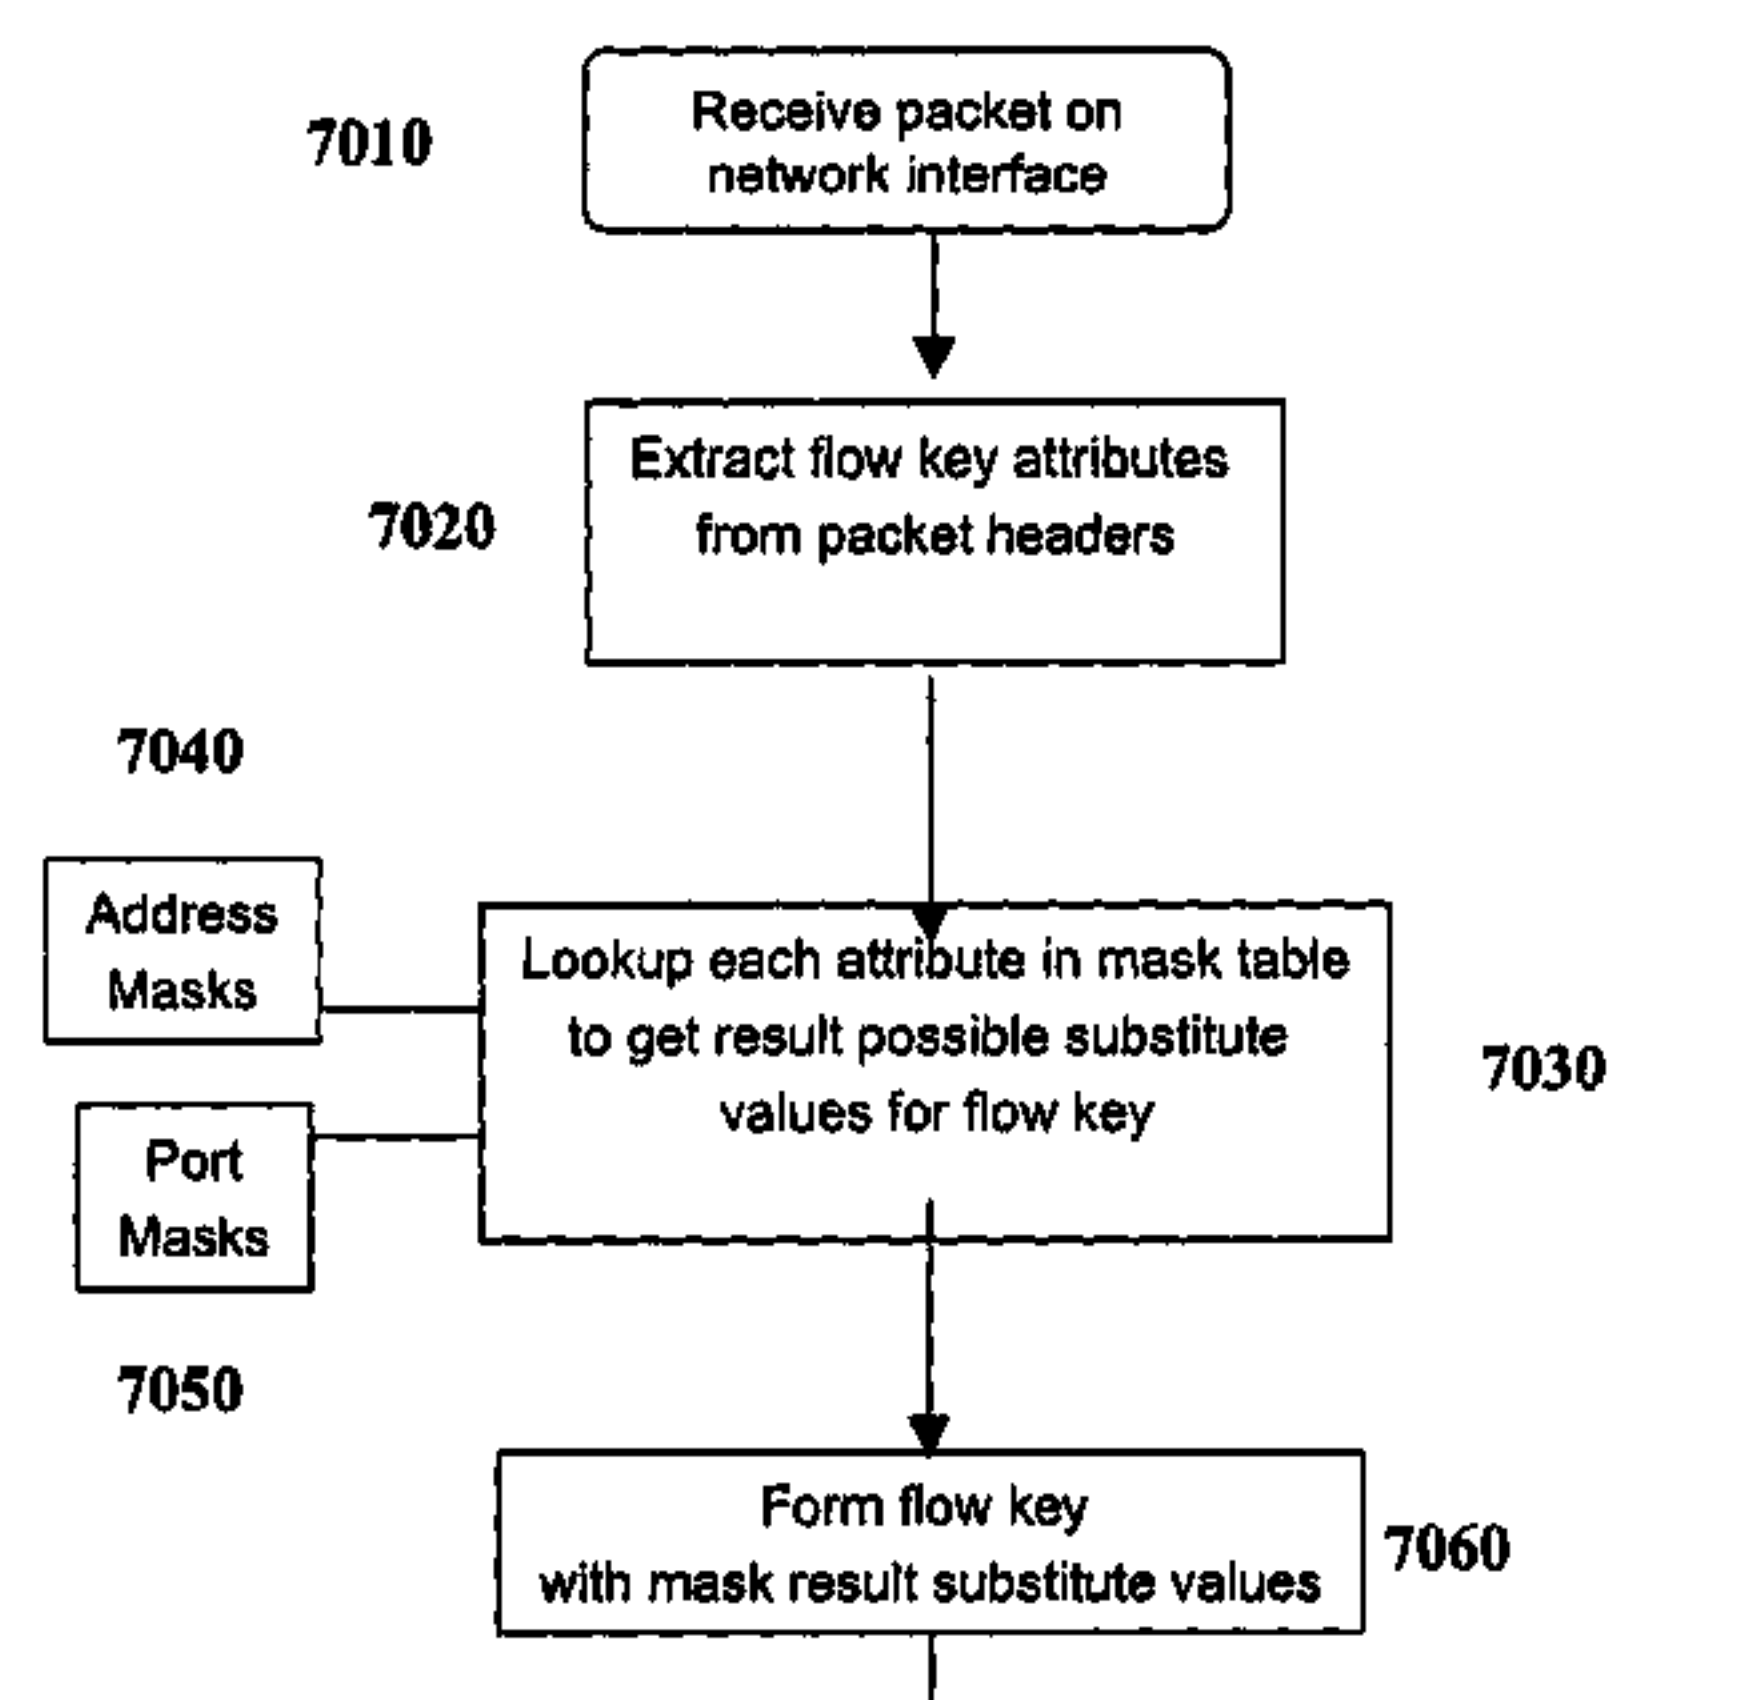 7010
Receive packet on
network interface
7020
Extract flow key attributes
from packet headers
7040
Address
Masks
Lookup each attribute in mask table
to get result possible substitute
values for flow key
7030
Port
Masks
7050
Form flow key
with mask result substitute values
7060